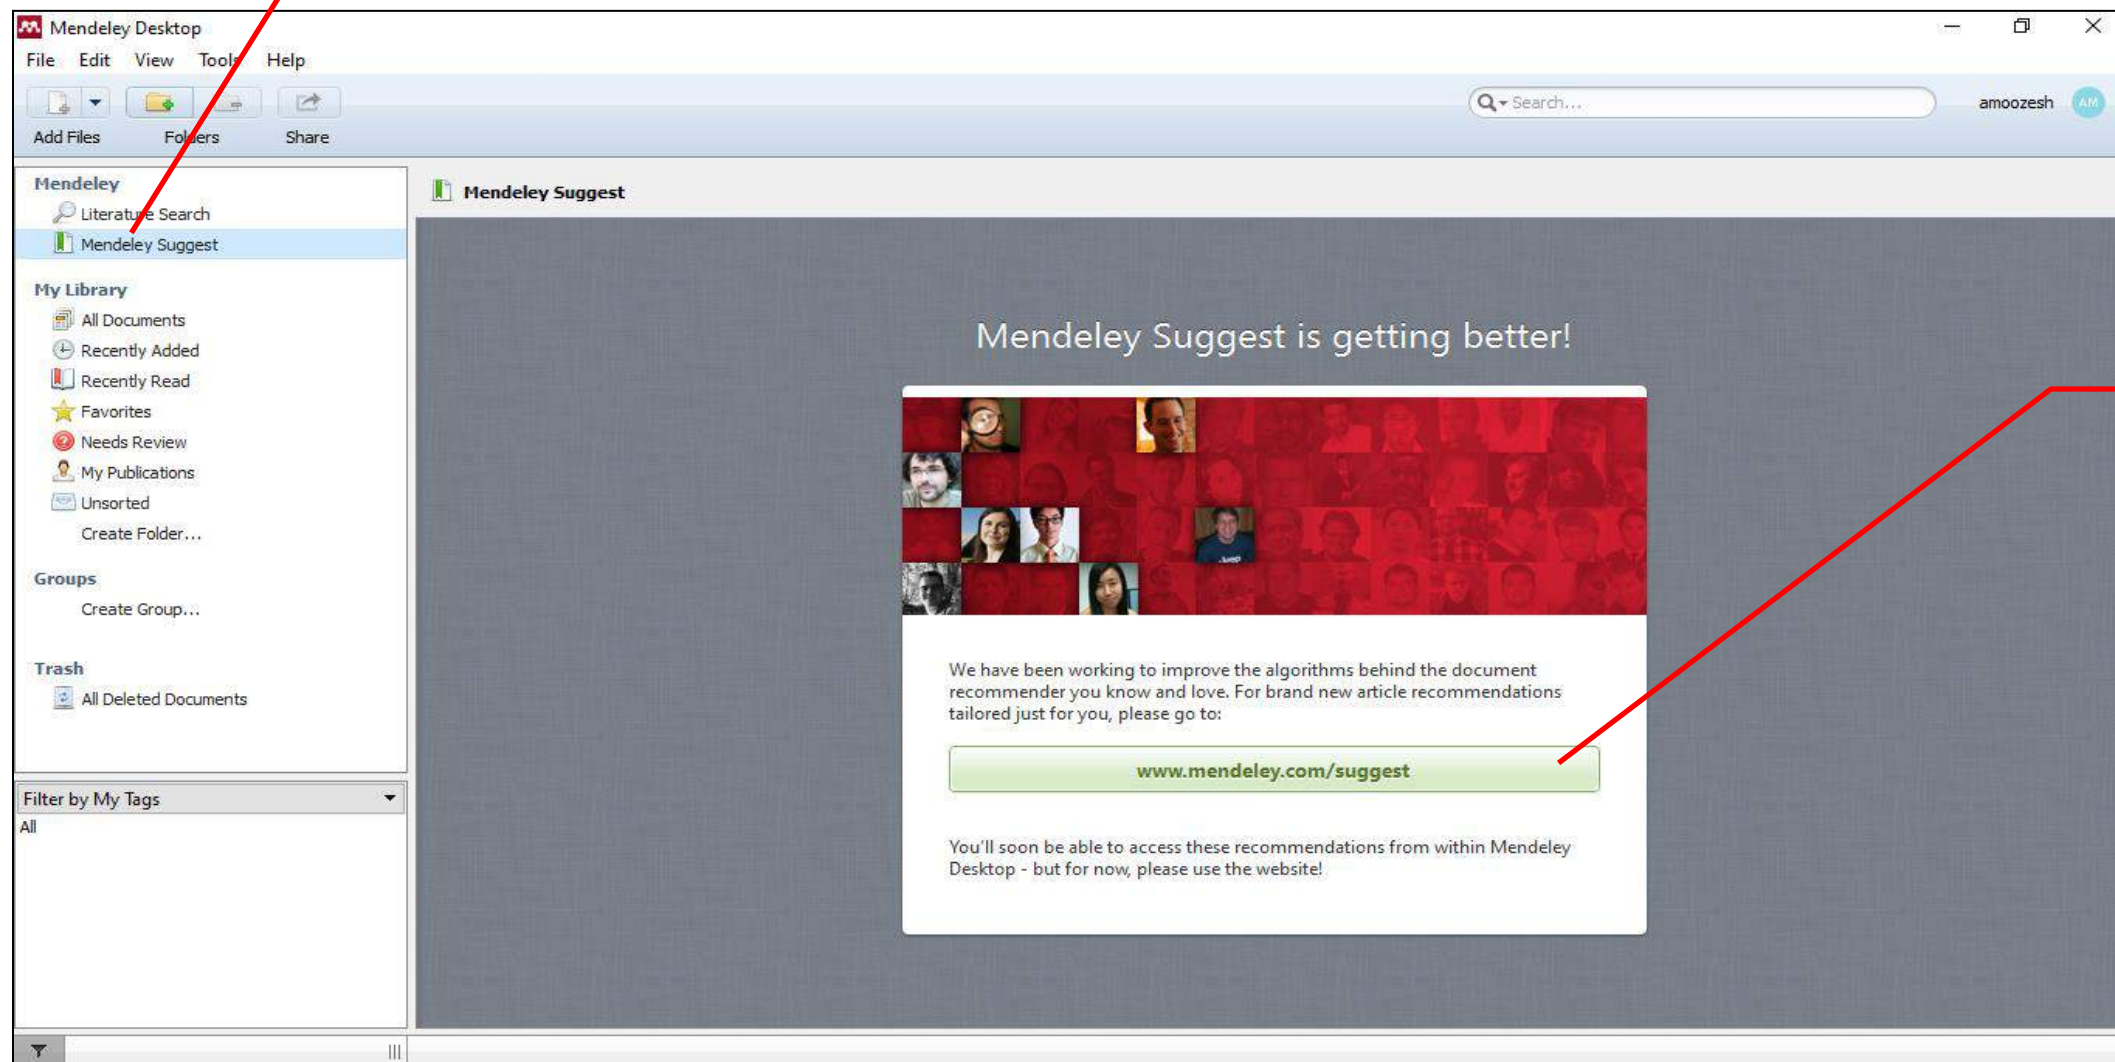 Mendeley Desktop
File Edit View Tools Help
Search...
amoozesh AM
Add Files Folders Share
Mendeley
Literature Search
Mendeley Suggest
My Library
All Documents
Recently Added
Recently Read
Favorites
Needs Review
My Publications
Unsorted
Create Folder...
Groups
Create Group...
Trash
All Deleted Documents
Filter by My Tags
All
Mendeley Suggest
Mendeley Suggest is getting better!
We have been working to improve the algorithms behind the document
recommender you know and love. For brand new article recommendations
tailored just for you, please go to:
www.mendeley.com/suggest
You'll soon be able to access these recommendations from within Mendeley
Desktop - but for now, please use the website!